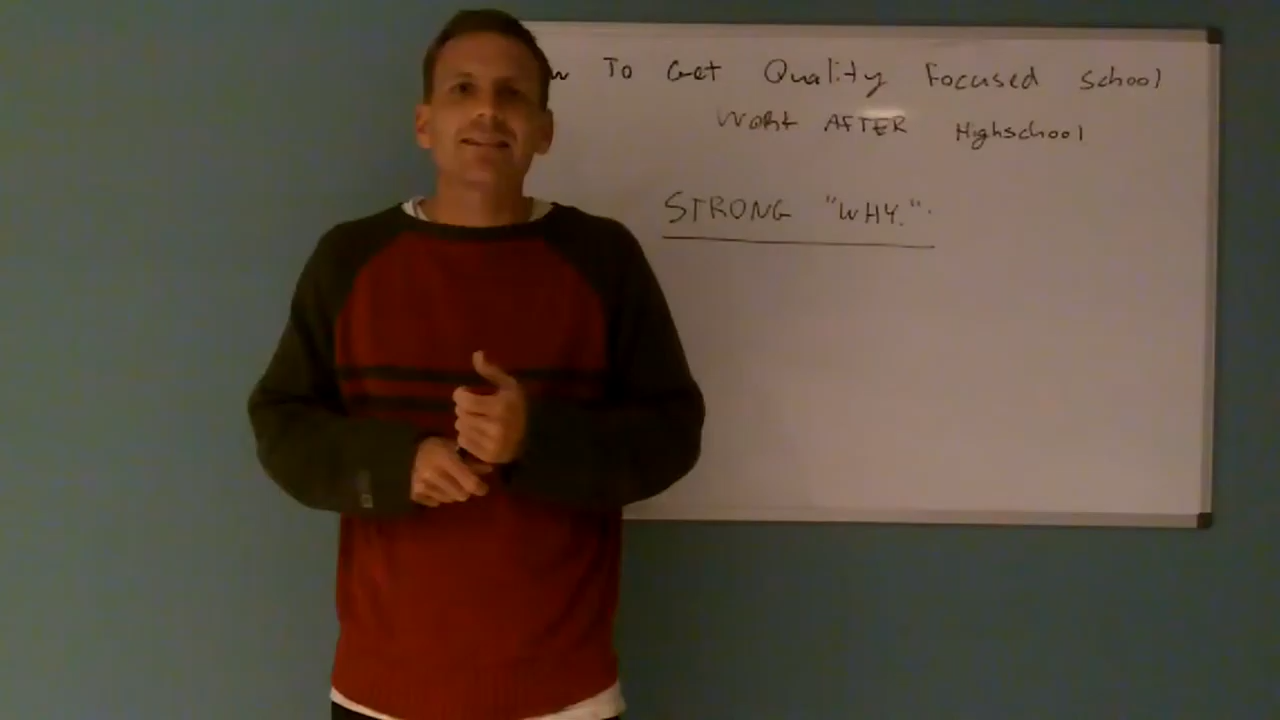 To Get Quality Focused School
Work AFTER Highschool
STRONG "WHY."